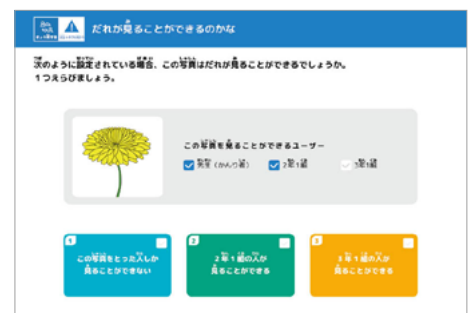 だれが見ることができるのかな
次のように設定されている場合、この写真はだれが見ることができるでしょうか。
1つえらびましょう。
この写真を見ることができるユーザー
先生
2年1組
3年1組
1
この写真をとった人しか
見ることができない
2
2年1組の人が
見ることができる
3
3年1組の人が
見ることができる